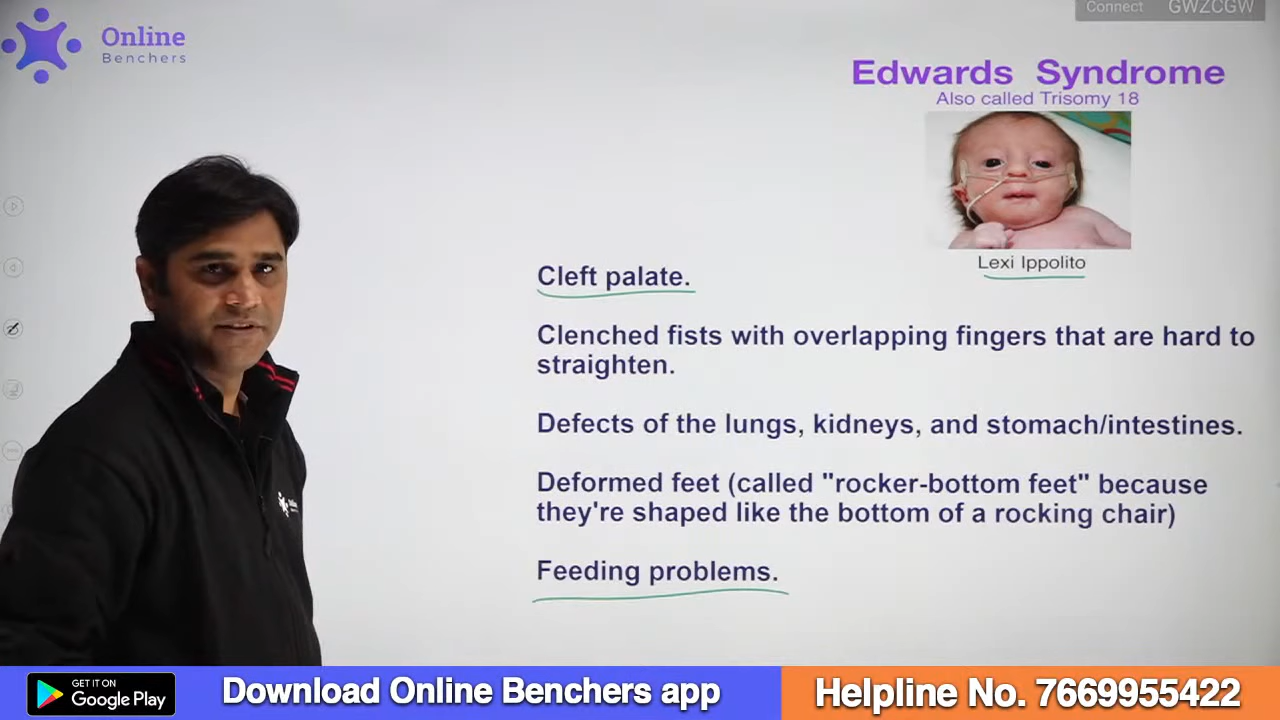 Online
Benchers
Connect GWZCGW
Edwards Syndrome
Also called Trisomy 18
Lexi Ippolito
Cleft palate.
Clenched fists with overlapping fingers that are hard to
straighten.
Defects of the lungs, kidneys, and stomach/intestines.
Deformed feet (called "rocker-bottom feet" because
they're shaped like the bottom of a rocking chair)
Feeding problems.
GET IT ON
Google Play
Download Online Benchers app
Helpline No. 7669955422